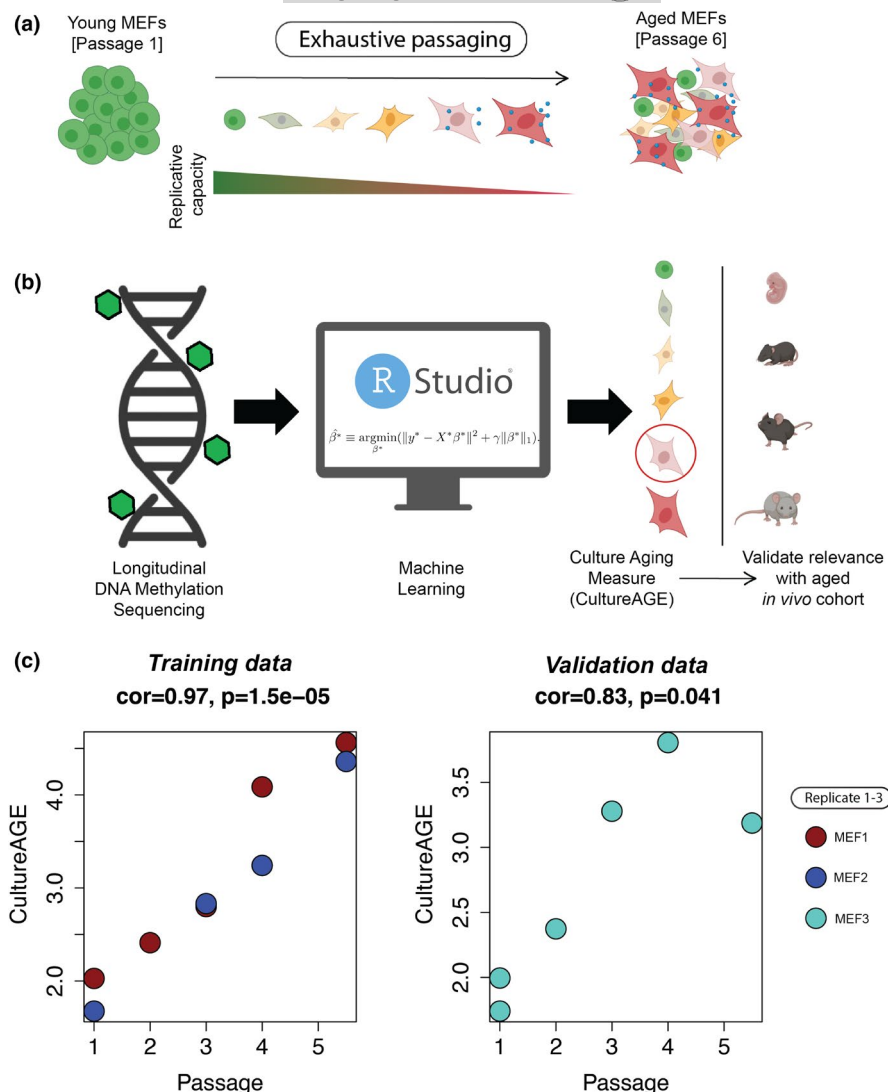 (a)
Young MEFs
[Passage 1]
Exhaustive passaging
Aged MEFs
[Passage 6]
Replicative
capacity
(b)
R Studio®
β̂* ≡ argmin(‖y* − X*β*‖² + γ‖β*‖₁).
β*
Longitudinal
DNA Methylation
Sequencing
Machine
Learning
Culture Aging
Measure
(CultureAGE)
Validate relevance
with aged
in vivo cohort
(c)
Training data
cor=0.97, p=1.5e−05
CultureAGE
4.0
3.0
2.0
1 2 3 4 5
Passage
Validation data
cor=0.83, p=0.041
CultureAGE
3.5
3.0
2.5
2.0
1 2 3 4 5
Passage
Replicate 1-3
MEF1
MEF2
MEF3